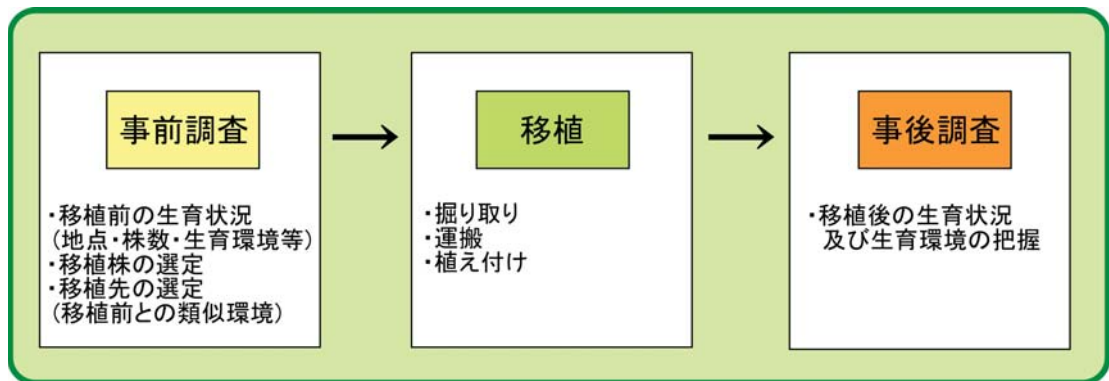 事前調査
・移植前の生育状況
(地点・株数・生育環境等)
・移植株の選定
・移植先の選定
(移植前との類似環境)
移植
・掘り取り
・運搬
・植え付け
事後調査
・移植後の生育状況
及び生育環境の把握